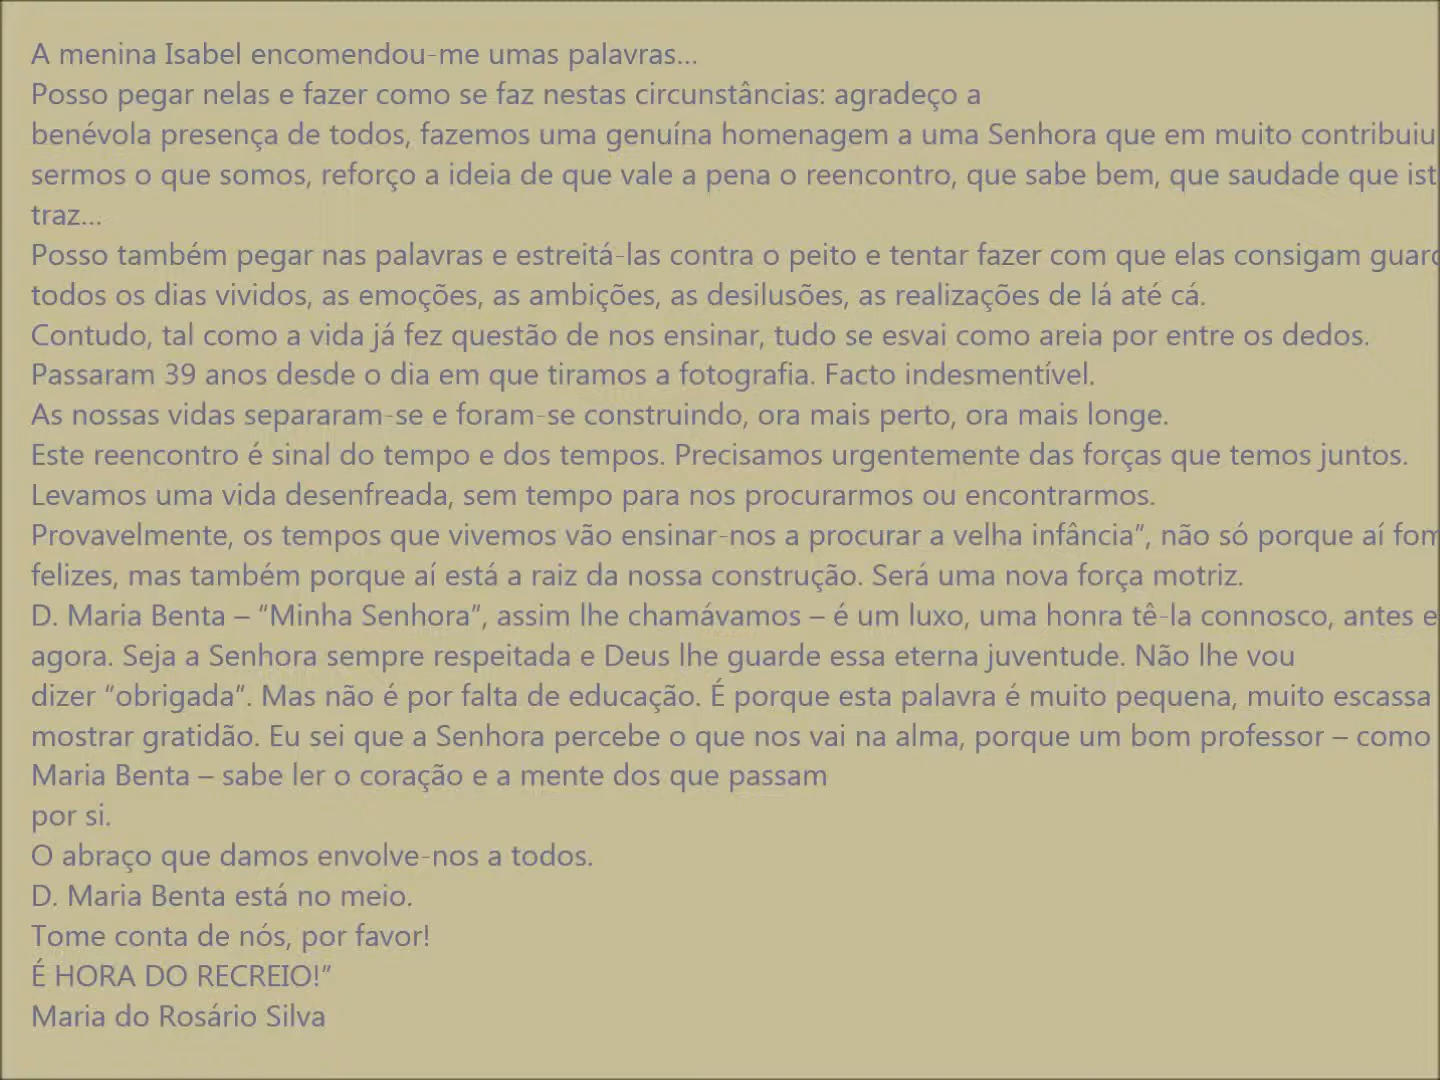 A menina Isabel encomendou-me umas palavras...
Posso pegar nelas e fazer como se faz nestas circunstâncias: agradeço a
benévola presença de todos, fazemos uma genuína homenagem a uma Senhora que em muito contribuiu
sermos o que somos, reforço a ideia de que vale a pena o reencontro, que sabe bem, que saudade que ist
traz...
Posso também pegar nas palavras e estreitá-las contra o peito e tentar fazer com que elas consigam guard
todos os dias vividos, as emoções, as ambições, as desilusões, as realizações de lá até cá.
Contudo, tal como a vida já fez questão de nos ensinar, tudo se esvai como areia por entre os dedos.
Passaram 39 anos desde o dia em que tiramos a fotografia. Facto indesmentível.
As nossas vidas separaram-se e foram-se construindo, ora mais perto, ora mais longe.
Este reencontro é sinal do tempo e dos tempos. Precisamos urgentemente das forças que temos juntos.
Levamos uma vida desenfreada, sem tempo para nos procurarmos ou encontrarmos.
Provavelmente, os tempos que vivemos vão ensinar-nos a procurar a velha infância”, não só porque aí fom
felizes, mas também porque aí está a raiz da nossa construção. Será uma nova força motriz.
D. Maria Benta – “Minha Senhora”, assim lhe chamávamos – é um luxo, uma honra tê-la connosco, antes e
agora. Seja a Senhora sempre respeitada e Deus lhe guarde essa eterna juventude. Não lhe vou
dizer “obrigada”. Mas não é por falta de educação. É porque esta palavra é muito pequena, muito escassa
mostrar gratidão. Eu sei que a Senhora percebe o que nos vai na alma, porque um bom professor – como
Maria Benta – sabe ler o coração e a mente dos que passam
por si.
O abraço que damos envolve-nos a todos.
D. Maria Benta está no meio.
Tome conta de nós, por favor!
É HORA DO RECREIO!”
Maria do Rosário Silva